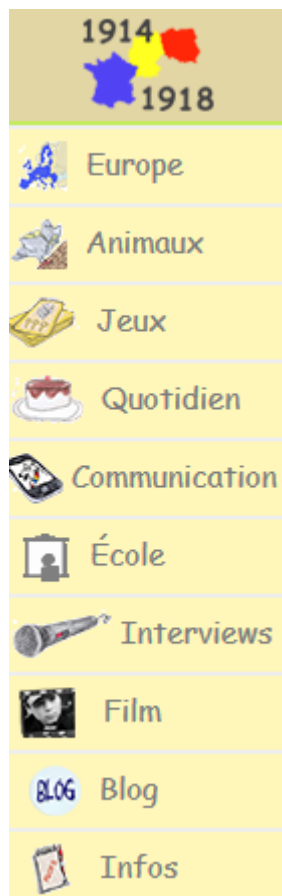 1914
1918
Europe
Animaux
Jeux
Quotidien
Communication
École
Interviews
Film
BLOG Blog
Infos